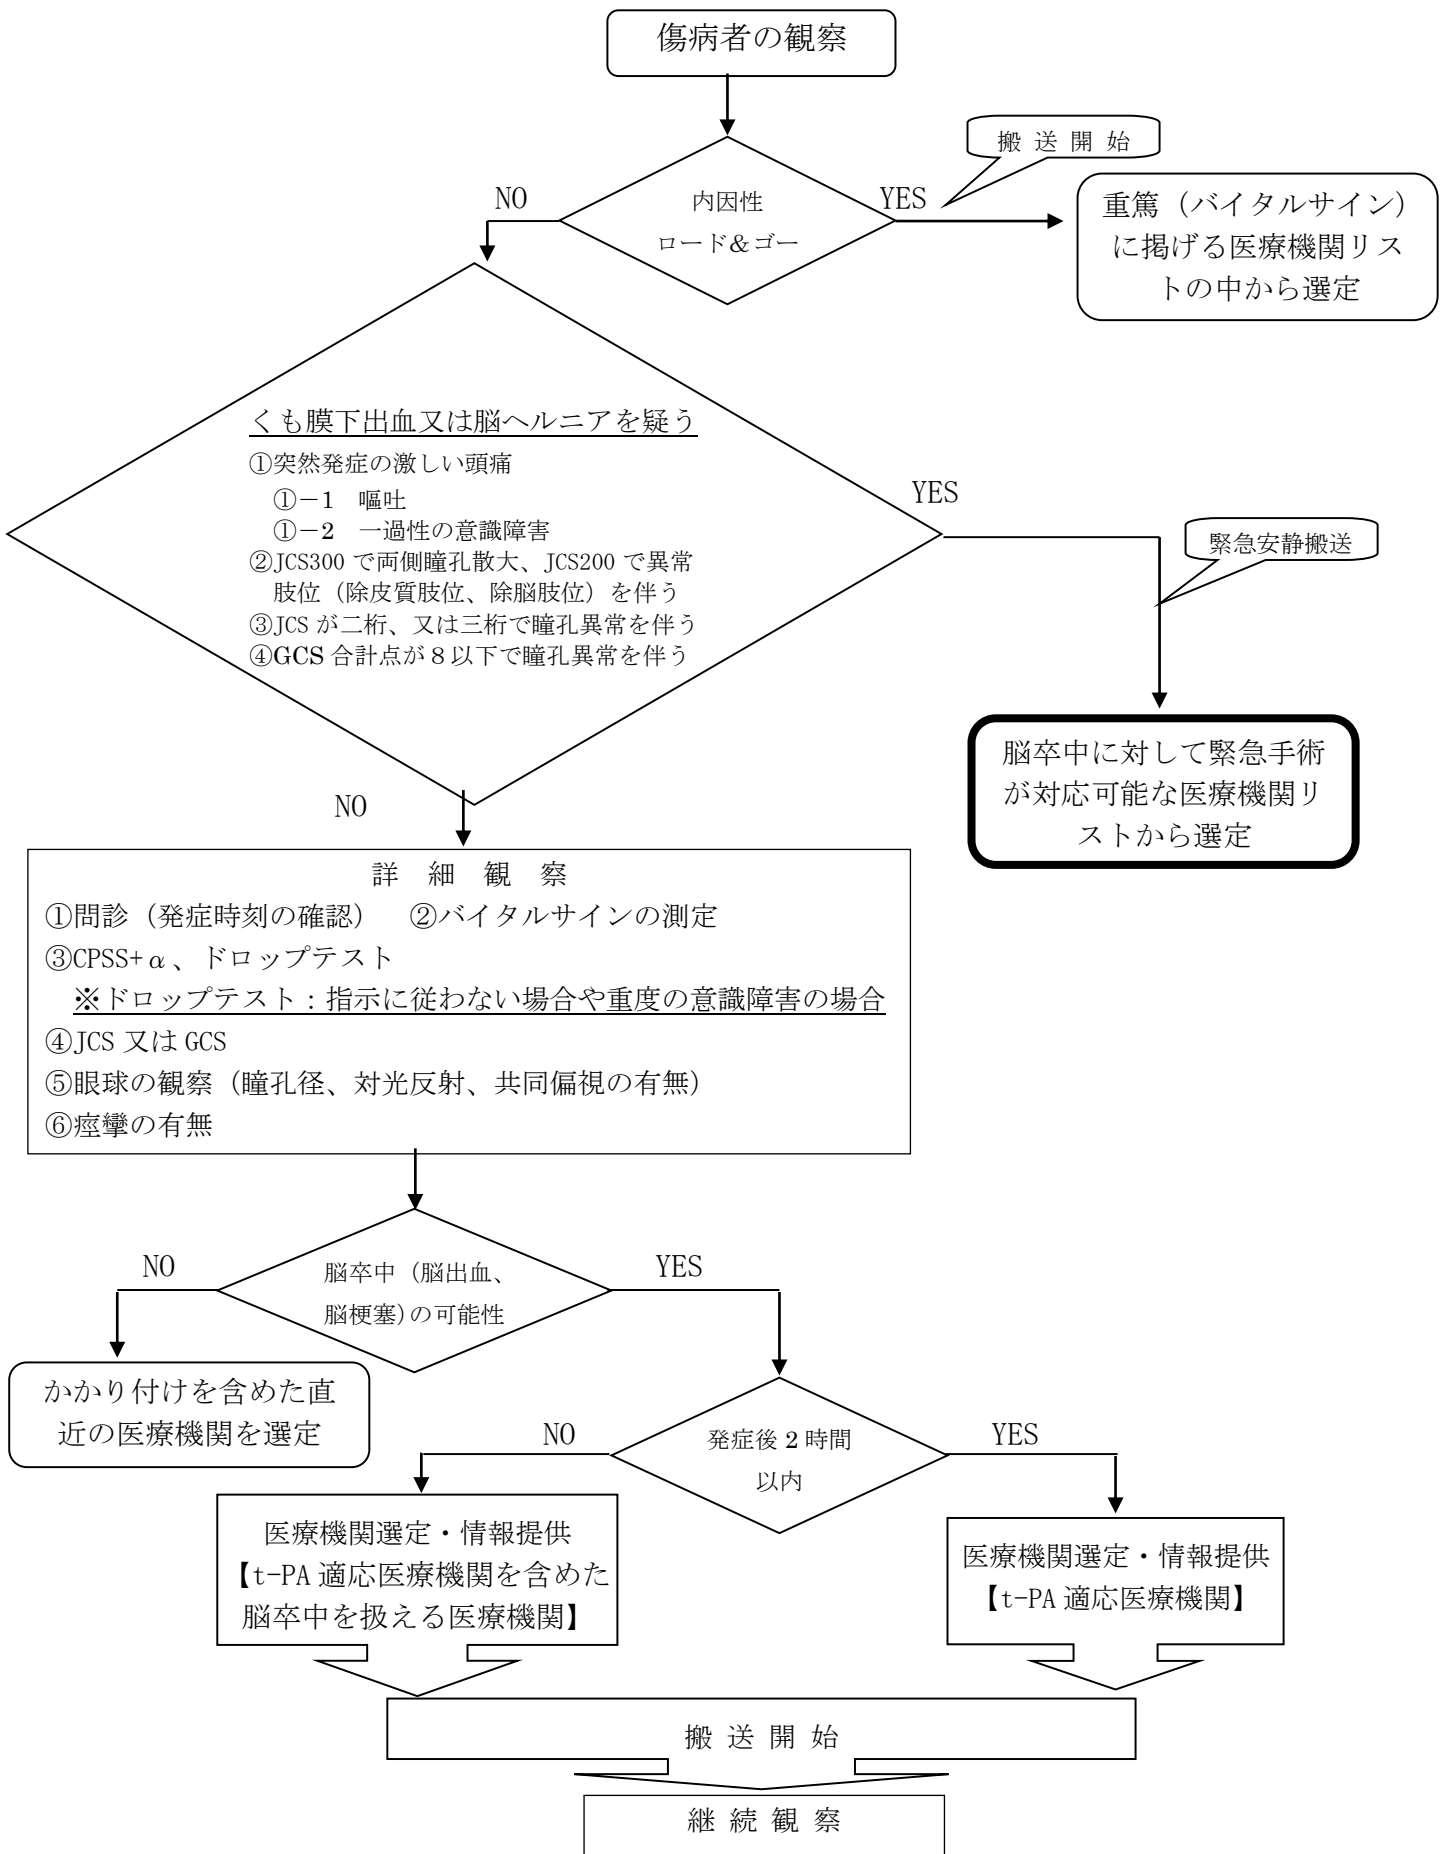 傷病者の観察
搬 送 開 始
NO
YES
内因性
ロード＆ゴー
重篤（バイタルサイン）
に掲げる医療機関リス
トの中から選定
くも膜下出血又は脳ヘルニアを疑う
①突然発症の激しい頭痛
①－1 嘔吐
①－2 一過性の意識障害
②JCS300 で両側瞳孔散大、JCS200 で異常
肢位（除皮質肢位、除脳肢位）を伴う
③JCS が二桁、又は三桁で瞳孔異常を伴う
④GCS 合計点が８以下で瞳孔異常を伴う
YES
緊急安静搬送
脳卒中に対して緊急手術
が対応可能な医療機関リ
ストから選定
NO
詳 細 観 察
①問診（発症時刻の確認） ②バイタルサインの測定
③CPSS+α、ドロップテスト
※ドロップテスト：指示に従わない場合や重度の意識障害の場合
④JCS 又は GCS
⑤眼球の観察（瞳孔径、対光反射、共同偏視の有無）
⑥痙攣の有無
NO
YES
脳卒中（脳出血、
脳梗塞）の可能性
かかり付けを含めた直
近の医療機関を選定
NO
YES
発症後 2 時間
以内
医療機関選定・情報提供
【t-PA 適応医療機関を含めた
脳卒中を扱える医療機関】
医療機関選定・情報提供
【t-PA 適応医療機関】
搬 送 開 始
継 続 観 察